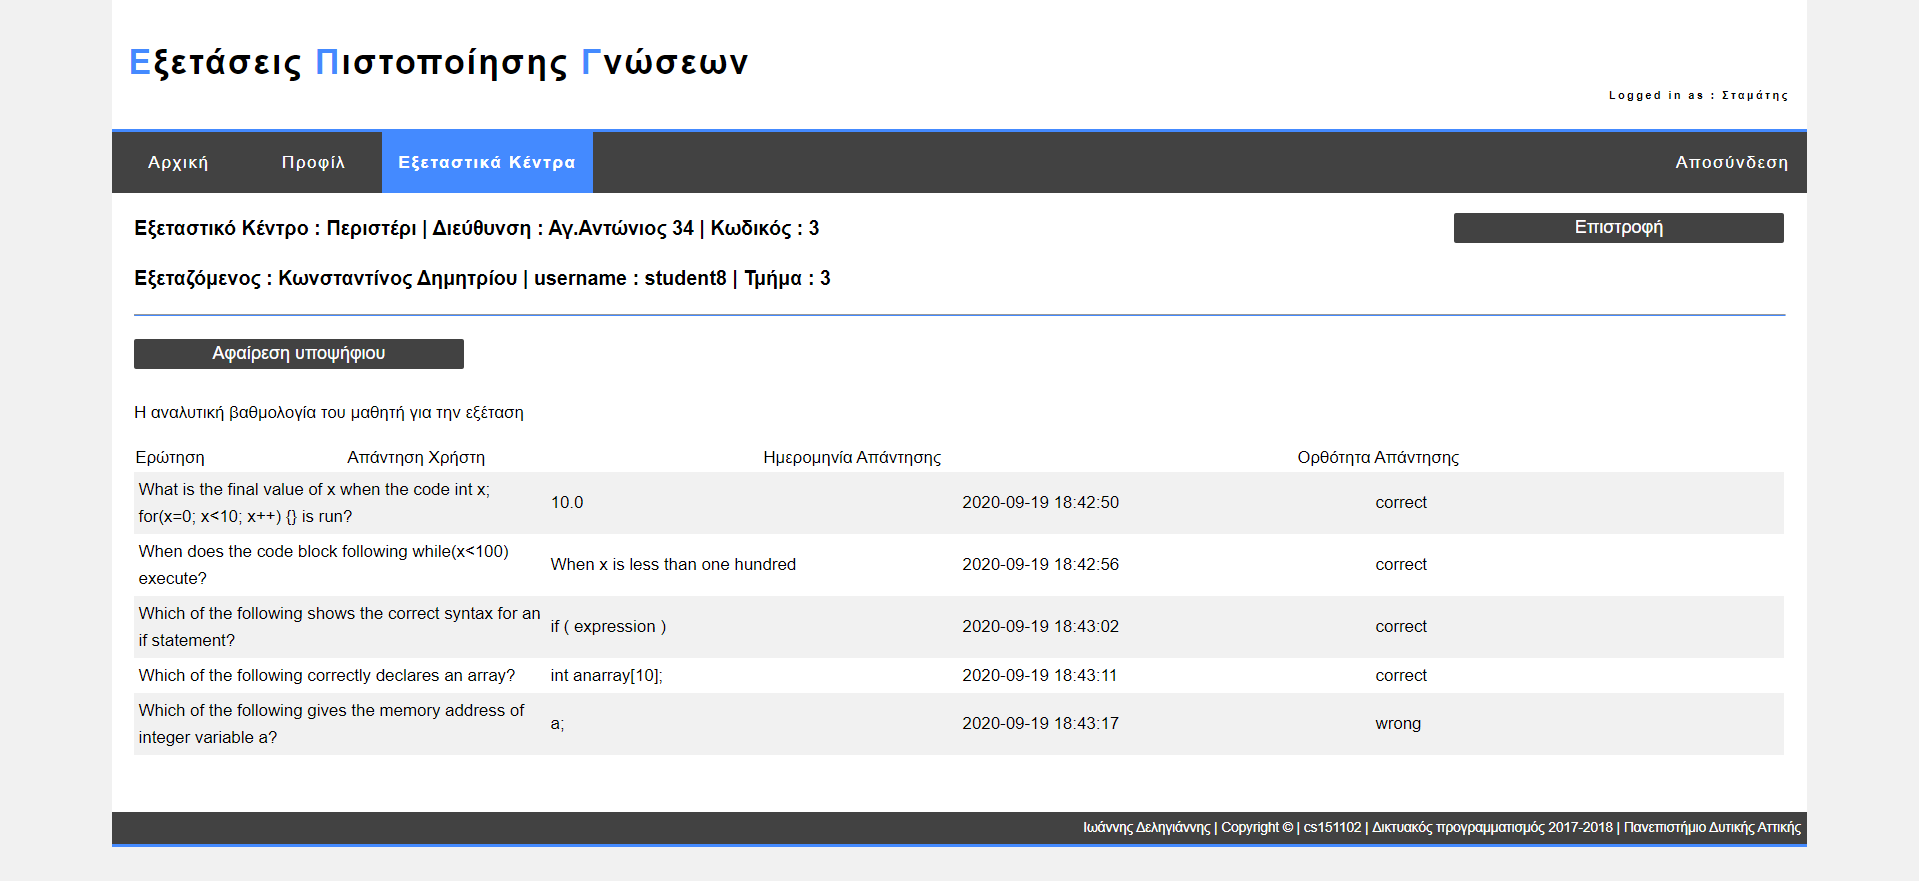 Εξετάσεις Πιστοποίησης Γνώσεων
Logged in as : Σταμάτης
Αρχική Προφίλ Εξεταστικά Κέντρα Αποσύνδεση
Εξεταστικό Κέντρο : Περιστέρι | Διεύθυνση : Αγ.Αντώνιος 34 | Κωδικός : 3 Επιστροφή
Εξεταζόμενος : Κωνσταντίνος Δημητρίου | username : student8 | Τμήμα : 3
Αφαίρεση υποψήφιου
Η αναλυτική βαθμολογία του μαθητή για την εξέταση
Ερώτηση Απάντηση Χρήστη Ημερομηνία Απάντησης Ορθότητα Απάντησης
What is the final value of x when the code int x;
for(x=0; x<10; x++) {} is run? 10.0 2020-09-19 18:42:50 correct
When does the code block following while(x<100)
execute? When x is less than one hundred 2020-09-19 18:42:56 correct
Which of the following shows the correct syntax for an
if statement? if ( expression ) 2020-09-19 18:43:02 correct
Which of the following correctly declares an array? int anarray[10]; 2020-09-19 18:43:11 correct
Which of the following gives the memory address of
integer variable a? a; 2020-09-19 18:43:17 wrong
Ιωάννης Δεληγιάννης | Copyright © | cs151102 | Δικτυακός προγραμματισμός 2017-2018 | Πανεπιστήμιο Δυτικής Αττικής